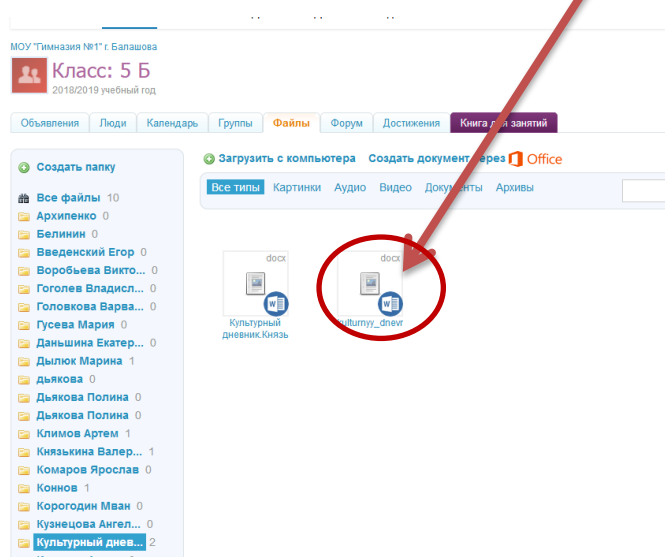 МОУ "Гимназия №1" г. Балашова
Класс: 5 Б
2018/2019 учебный год
Объявления Люди Календарь Группы Файлы Форум Достижения Книга для занятий
Создать папку
Все файлы 10
Архипенко 0
Белинин 0
Введенский Егор 0
Воробьева Викто... 0
Гоголев Владисл... 0
Головкова Варва... 0
Гусева Мария 0
Даньшина Екатер... 0
Дылюк Марина 1
дьякова 0
Дьякова Полина 0
Дьякова Полина 0
Климов Артем 1
Князькина Валер... 1
Комаров Ярослав 0
Коннов 1
Корогодин Мван 0
Кузнецова Ангел... 0
Культурный днев... 2
Загрузить с компьютера Создать документ через Office
Все типы Картинки Аудио Видео Документы Архивы
docx
Культурный
дневник.Князь
docx
kulturnyy_dnevr